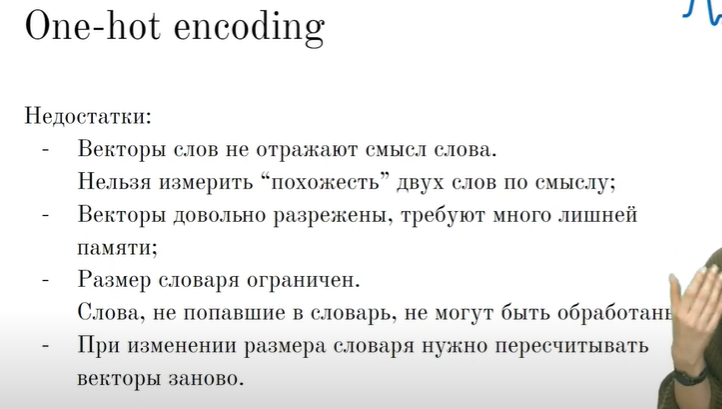 One-hot encoding
Недостатки:
- Векторы слов не отражают смысл слова.
Нельзя измерить “похожесть” двух слов по смыслу;
- Векторы довольно разрежены, требуют много лишней
памяти;
- Размер словаря ограничен.
Слова, не попавшие в словарь, не могут быть
- При изменении размера словаря нужно пересчитывать
векторы заново.